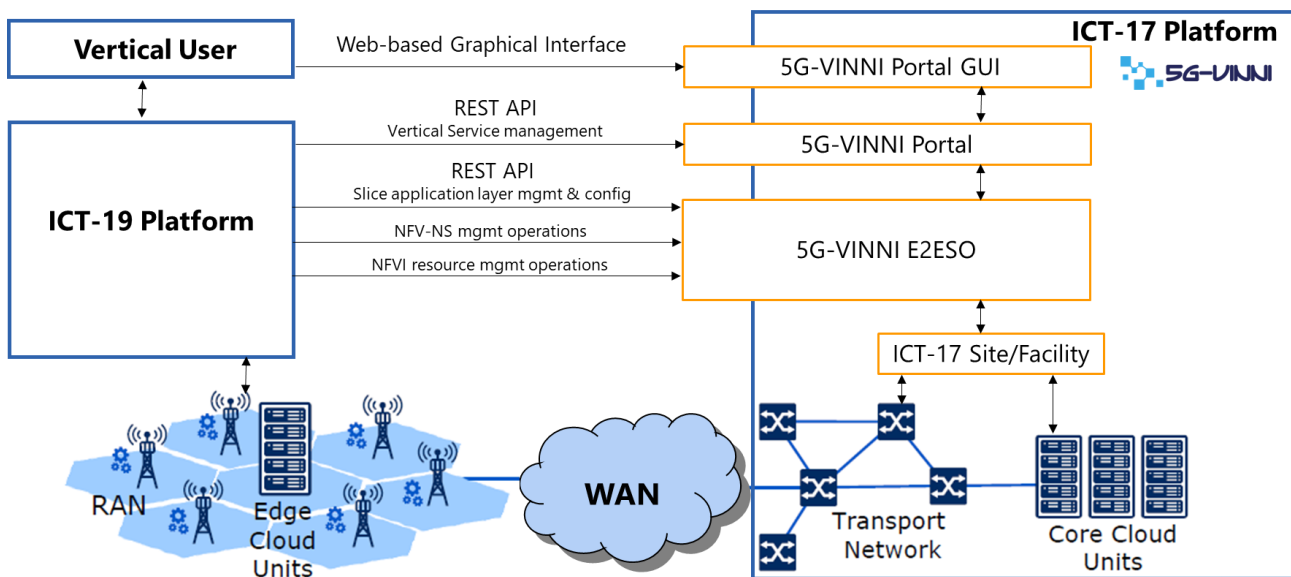 Vertical User
Web-based Graphical Interface
ICT-17 Platform
5G-VINNI
5G-VINNI Portal GUI
REST API
Vertical Service management
5G-VINNI Portal
REST API
Slice application layer mgmt & config
ICT-19 Platform
NFV-NS mgmt operations
5G-VINNI E2ESO
NFVI resource mgmt operations
ICT-17 Site/Facility
RAN
Edge
Cloud
Units
WAN
Transport
Network
Core Cloud
Units